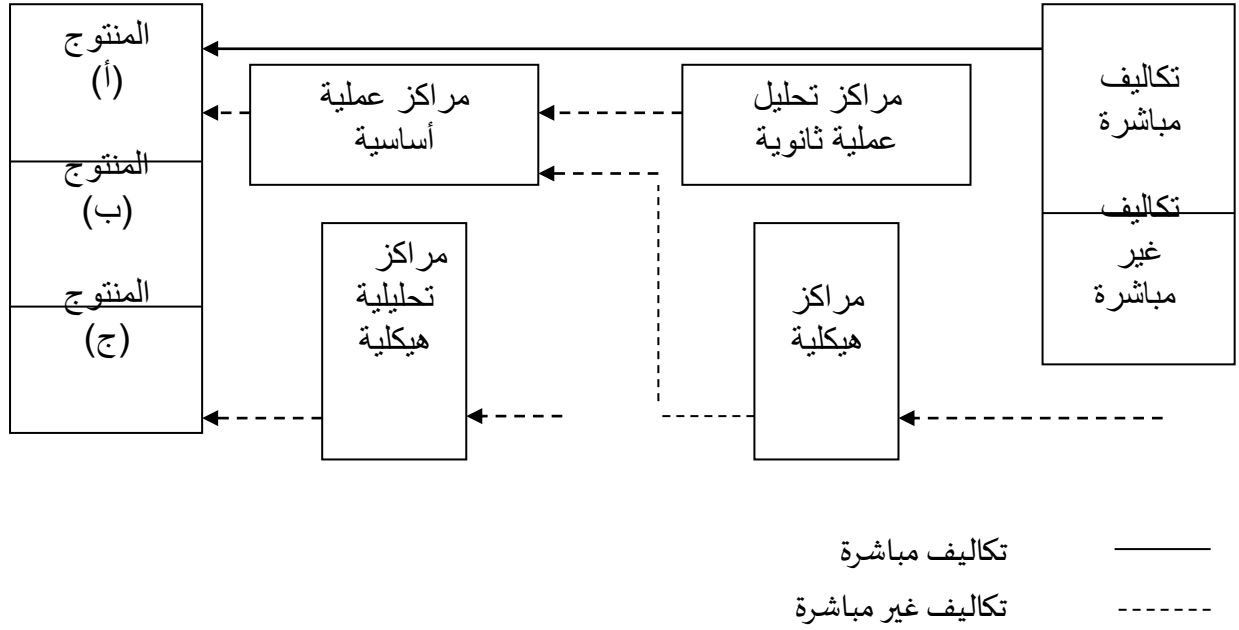 تكاليف
مباشرة
تكاليف
غير
مباشرة
مراكز تحليل
عملية ثانوية
مراكز عملية
أساسية
المنتوج
(أ)
المنتوج
(ب)
المنتوج
(ج)
مراكز
هيكلية
مراكز
تحليلية
هيكلية
تكاليف مباشرة
تكاليف غير مباشرة